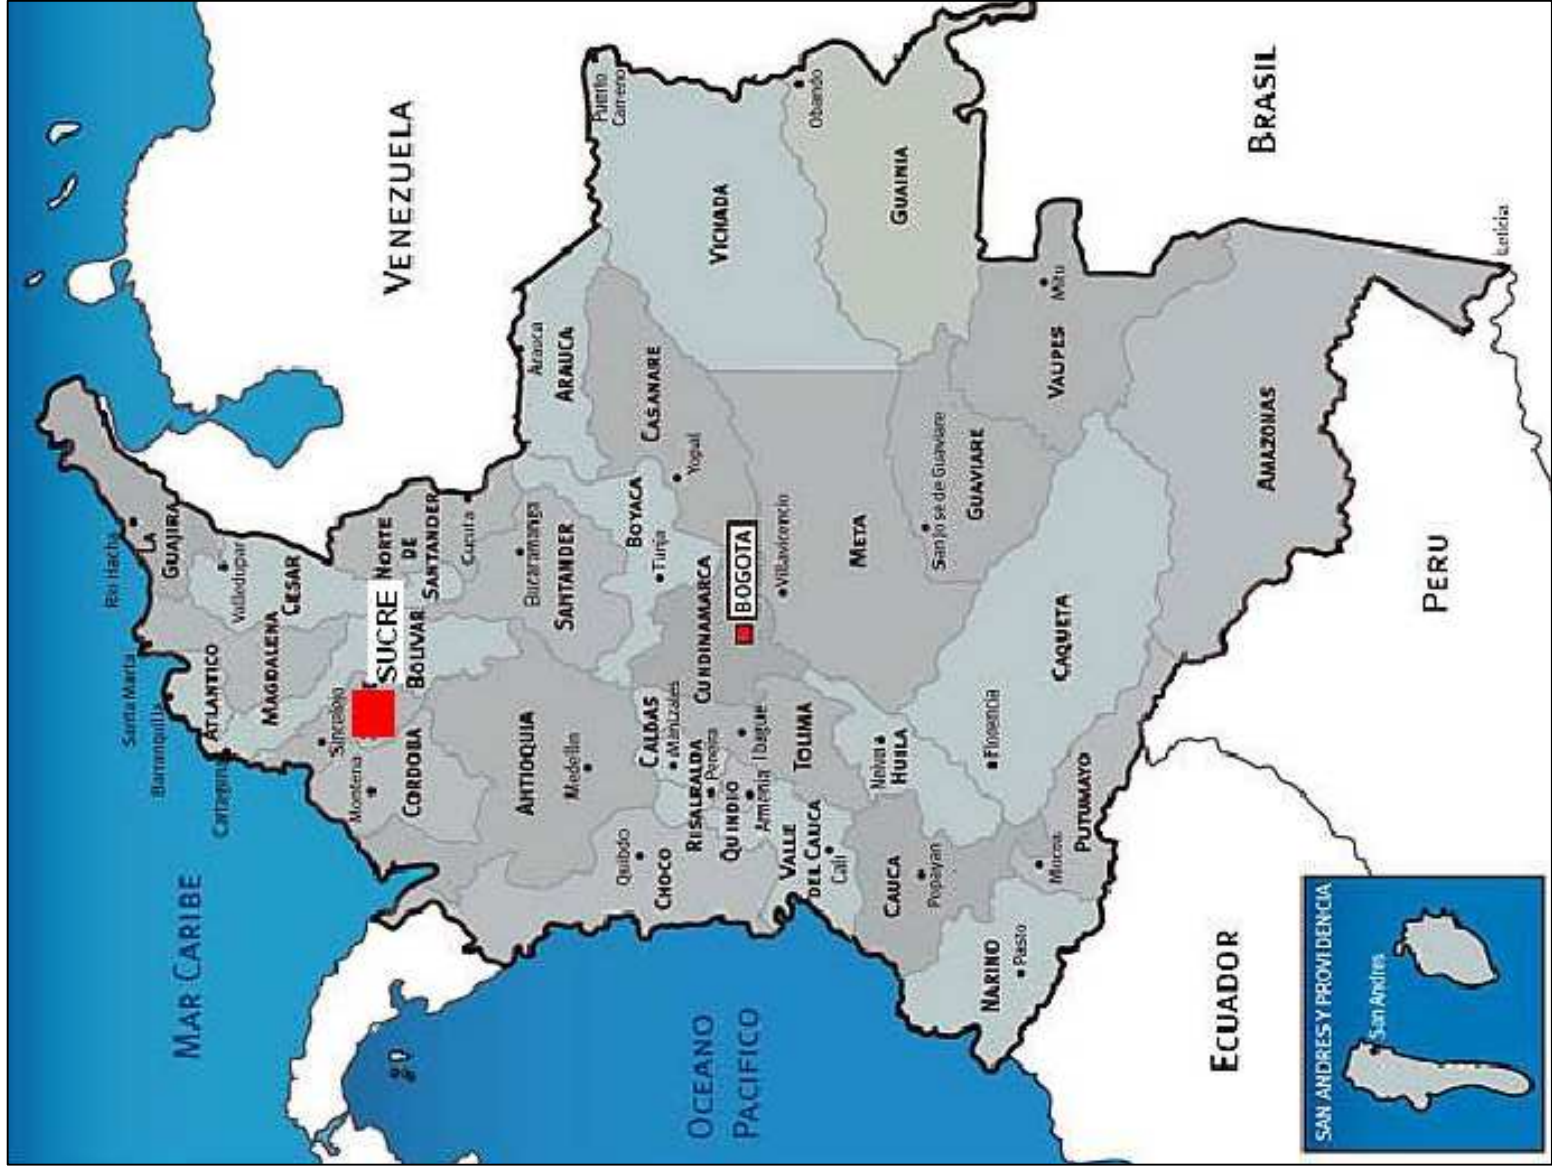 MAR CARIBE
VENEZUELA
BRASIL
PERU
ECUADOR
OCEANO
PACIFICO
Rio Hacha
LA
GUAJIRA
Santa Marta
Barranquilla
ATLANTICO
Cartagena
Valledupar
CESAR
MAGDALENA
SUCRE
Sincelejo
BOLIVAR
NORTE
DE
SANTANDER
Cucuta
Monteria
CORDOBA
ANTIOQUIA
Medellin
Bucaramanga
SANTANDER
Arauca
ARAUCA
CASANARE
Yopal
BOYACA
Tunja
CUNDINAMARCA
BOGOTA
CALDAS
Manizales
RISALRALDA
Pereira
QUINDIO
Armenia
Ibague
TOLIMA
Quibdo
CHOCO
VALLE
DEL CAUCA
Cali
CAUCA
Popayan
Neiva
HUILA
Villavicencio
META
VICHADA
Carreno
Obando
GUAINIA
San Jose de Guaviare
GUAVIARE
Mitu
VAUPES
AMAZONAS
Leticia
CAQUETA
Florencia
PUTUMAYO
Mocoa
NARINO
Pasto
SAN ANDRES Y PROVIDENCIA
San Andres